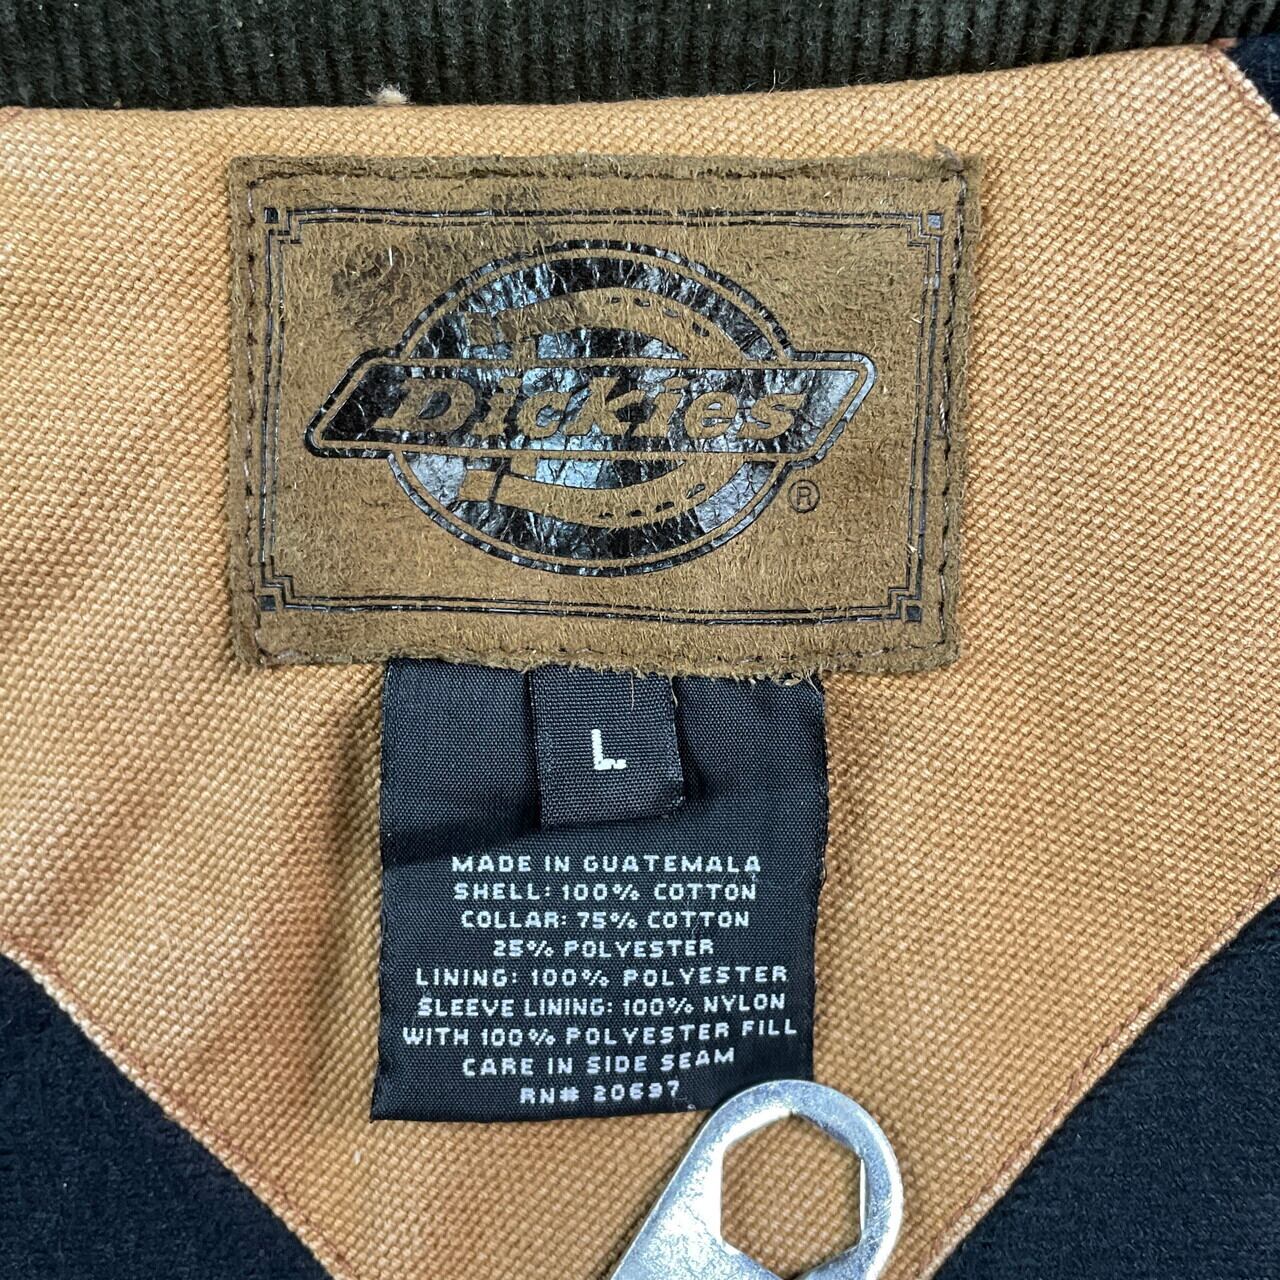 Dickies
®
L
MADE IN GUATEMALA
SHELL: 100% COTTON
COLLAR: 75% COTTON
25% POLYESTER
LINING: 100% POLYESTER
SLEEVE LINING: 100% NYLON
WITH 100% POLYESTER FILL
CARE IN SIDE SEAM
RN# 20697